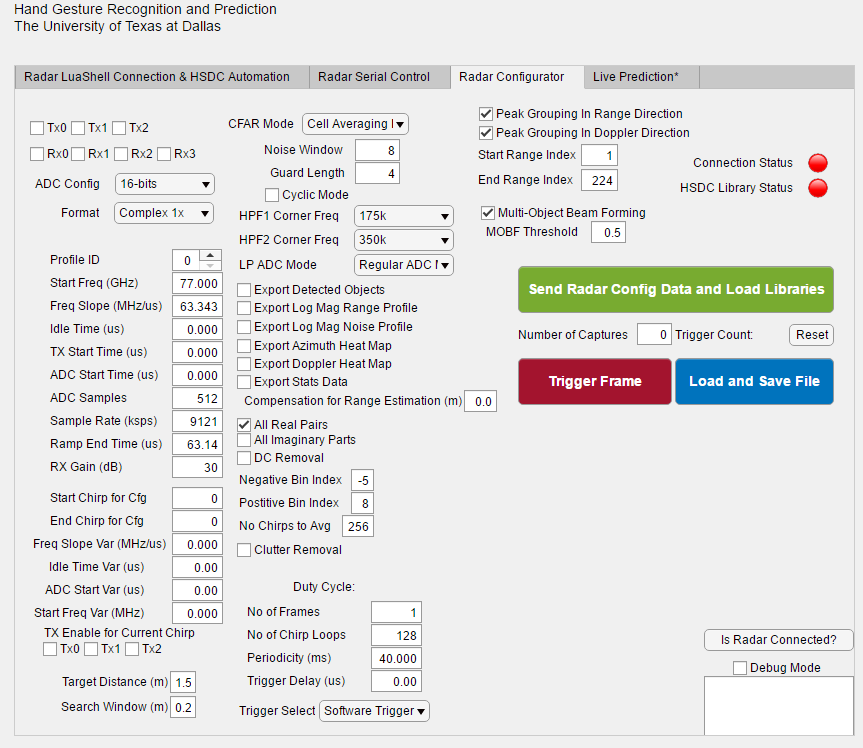 Hand Gesture Recognition and Prediction
The University of Texas at Dallas
Radar LuaShell Connection & HSDC Automation
Radar Serial Control
Radar Configurator
Live Prediction*
Tx0 Tx1 Tx2
Rx0 Rx1 Rx2 Rx3
ADC Config 16-bits
Format Complex 1x
Profile ID 0
Start Freq (GHz) 77.000
Freq Slope (MHz/us) 63.343
Idle Time (us) 0.000
TX Start Time (us) 0.000
ADC Start Time (us) 0.000
ADC Samples 512
Sample Rate (ksps) 9121
Ramp End Time (us) 63.14
RX Gain (dB) 30
Start Chirp for Cfg 0
End Chirp for Cfg 0
Freq Slope Var (MHz/us) 0.000
Idle Time Var (us) 0.00
ADC Start Var (us) 0.00
Start Freq Var (MHz) 0.000
TX Enable for Current Chirp
Tx0 Tx1 Tx2
Target Distance (m) 1.5
Search Window (m) 0.2
CFAR Mode Cell Averaging
Noise Window 8
Guard Length 4
Cyclic Mode
HPF1 Corner Freq 175k
HPF2 Corner Freq 350k
LP ADC Mode Regular ADC
Export Detected Objects
Export Log Mag Range Profile
Export Log Mag Noise Profile
Export Azimuth Heat Map
Export Doppler Heat Map
Export Stats Data
Compensation for Range Estimation (m) 0.0
All Real Pairs
All Imaginary Parts
DC Removal
Negative Bin Index -5
Postitive Bin Index 8
No Chirps to Avg 256
Clutter Removal
Duty Cycle:
No of Frames 1
No of Chirp Loops 128
Periodicity (ms) 40.000
Trigger Delay (us) 0.00
Trigger Select Software Trigger
Peak Grouping In Range Direction
Peak Grouping In Doppler Direction
Start Range Index 1
End Range Index 224
Connection Status
HSDC Library Status
Multi-Object Beam Forming
MOBF Threshold 0.5
Send Radar Config Data and Load Libraries
Number of Captures 0 Trigger Count: Reset
Trigger Frame
Load and Save File
Is Radar Connected?
Debug Mode